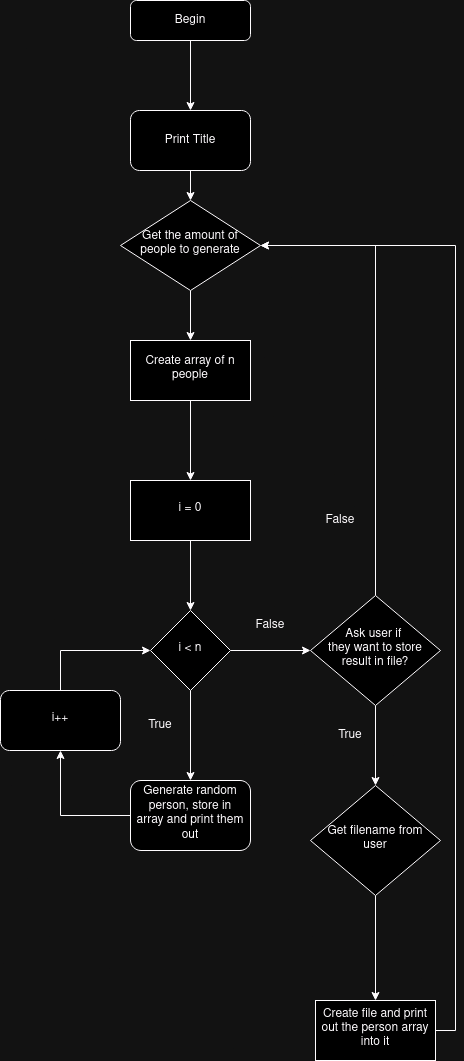 Begin
Print Title
Get the amount of
people to generate
Create array of n
people
i = 0
False
i < n
False
Ask user if
they want to store
result in file?
i++
True
True
Generate random
person, store in
array and print them
out
Get filename from
user
Create file and print
out the person array
into it